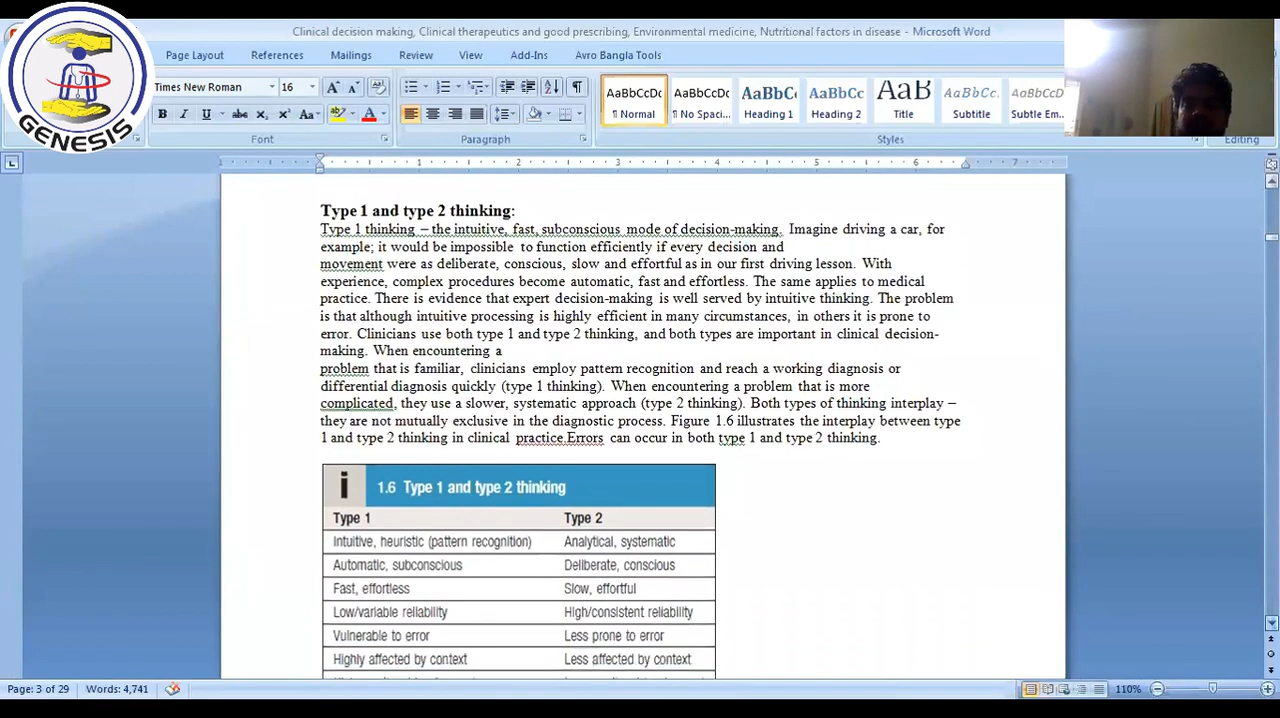 Clinical decision making, Clinical therapeutics and good prescribing, Environmental medicine, Nutritional factors in disease - Microsoft Word
GENESIS
Page Layout References Mailings Review View Add-Ins Avro Bangla Tools
Times New Roman 16
AaBbCcDc AaBbCcDc AaBbCc AaBbCc AaB AaBbCc. AaBbCcDc
¶ Normal ¶ No Spaci... Heading 1 Heading 2 Title Subtitle Subtle Em...
Font Paragraph Styles Editing
1 2 3 4 5 6 7
Type 1 and type 2 thinking:
Type 1 thinking – the intuitive, fast, subconscious mode of decision-making. Imagine driving a car, for
example; it would be impossible to function efficiently if every decision and
movement were as deliberate, conscious, slow and effortful as in our first driving lesson. With
experience, complex procedures become automatic, fast and effortless. The same applies to medical
practice. There is evidence that expert decision-making is well served by intuitive thinking. The problem
is that although intuitive processing is highly efficient in many circumstances, in others it is prone to
error. Clinicians use both type 1 and type 2 thinking, and both types are important in clinical decision-
making. When encountering a
problem that is familiar, clinicians employ pattern recognition and reach a working diagnosis or
differential diagnosis quickly (type 1 thinking). When encountering a problem that is more
complicated, they use a slower, systematic approach (type 2 thinking). Both types of thinking interplay –
they are not mutually exclusive in the diagnostic process. Figure 1.6 illustrates the interplay between type
1 and type 2 thinking in clinical practice.Errors can occur in both type 1 and type 2 thinking.
i 1.6 Type 1 and type 2 thinking
Type 1 Type 2
Intuitive, heuristic (pattern recognition) Analytical, systematic
Automatic, subconscious Deliberate, conscious
Fast, effortless Slow, effortful
Low/variable reliability High/consistent reliability
Vulnerable to error Less prone to error
Highly affected by context Less affected by context
Page: 3 of 29 Words: 4,741 110%